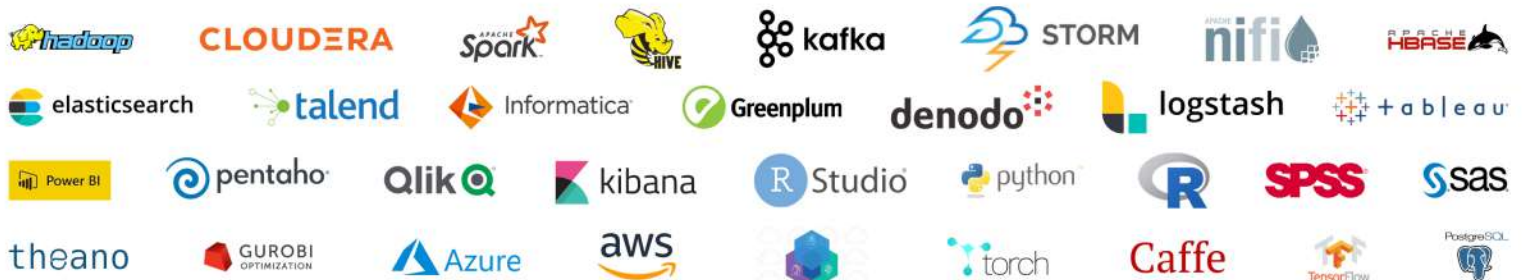 hadoop CLOUDERA APACHE Spark HIVE kafka STORM APACHE nifi APACHE HBASE
elasticsearch talend Informatica Greenplum denodo logstash +ableau
Power BI pentaho Qlik kibana R Studio python R SPSS sas
theano GUROBI OPTIMIZATION Azure aws torch Caffe TensorFlow PostgreSQL